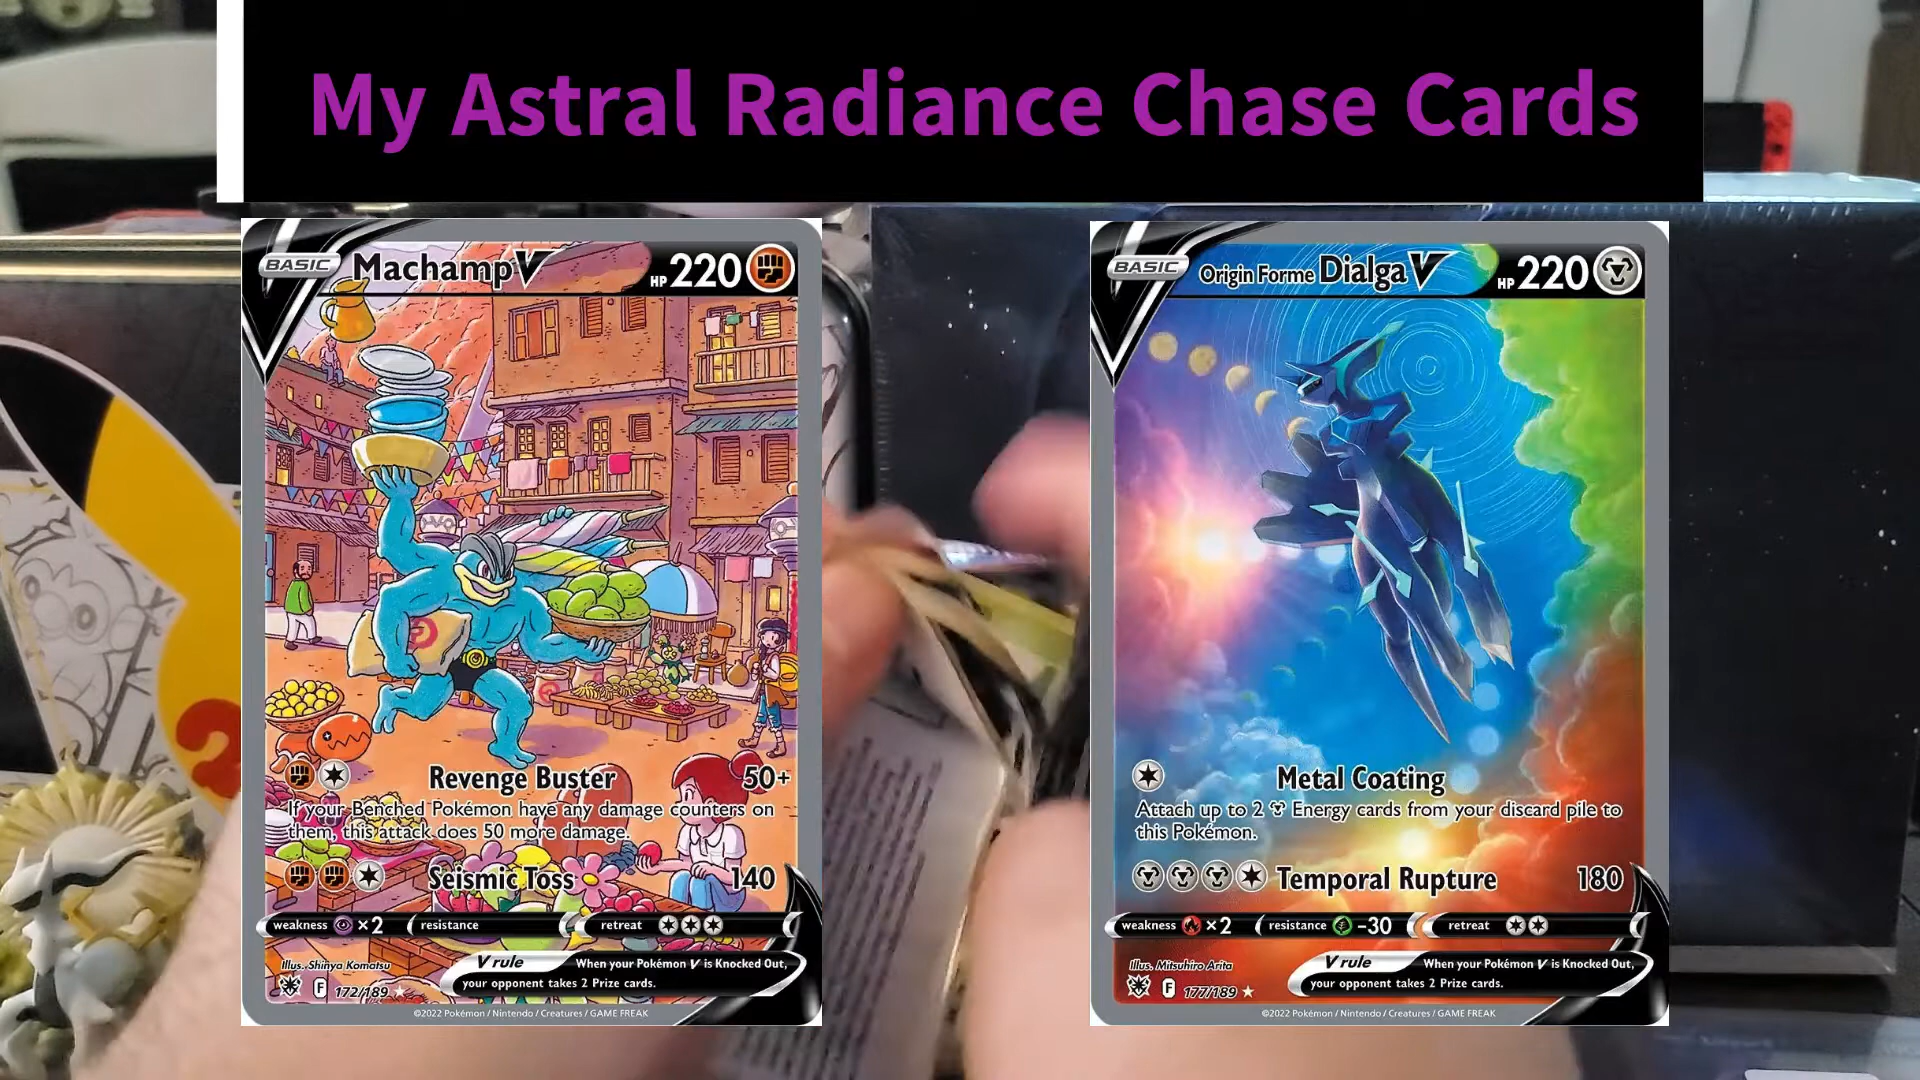 My Astral Radiance Chase Cards
BASIC Machamp V HP 220
Revenge Buster 50+
If your Benched Pokémon have any damage counters on
them, this attack does 50 more damage.
Seismic Toss 140
weakness ×2 resistance retreat
Illus. Shinya Komatsu
V rule When your Pokémon V is Knocked Out,
your opponent takes 2 Prize cards.
F 172/189
©2022 Pokémon / Nintendo / Creatures / GAME FREAK
BASIC Origin Forme Dialga V HP 220
Metal Coating
Attach up to 2 Energy cards from your discard pile to
this Pokémon.
Temporal Rupture 180
weakness ×2 resistance -30 retreat
Illus. Mitsuhiro Arita
V rule When your Pokémon V is Knocked Out,
your opponent takes 2 Prize cards.
F 177/189
©2022 Pokémon / Nintendo / Creatures / GAME FREAK